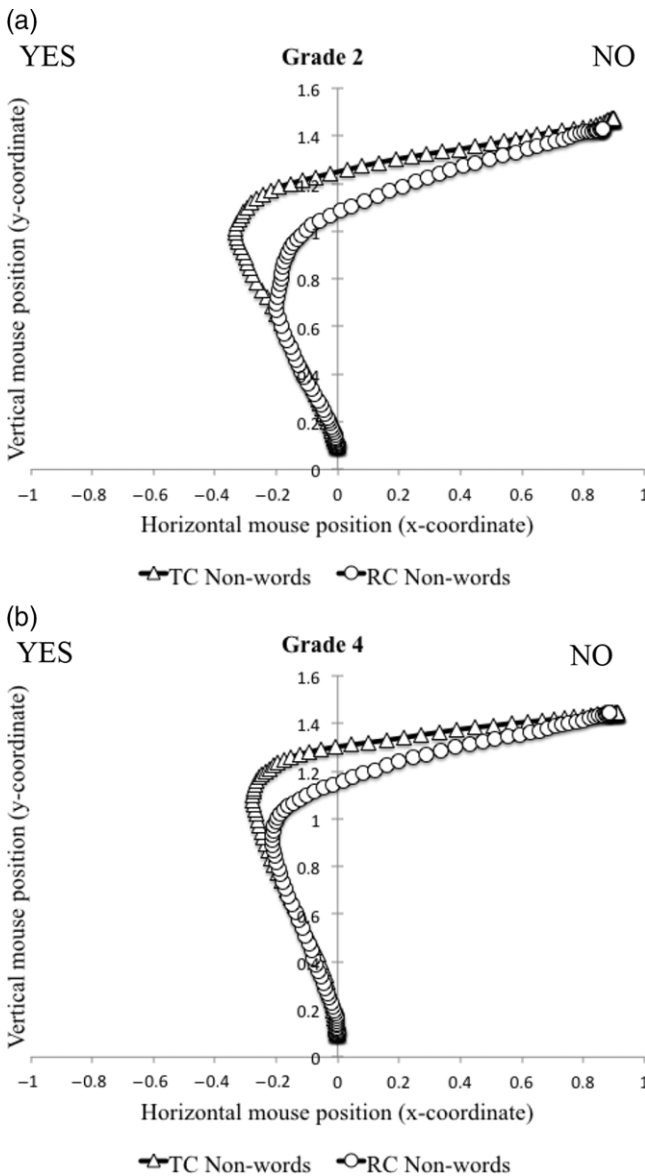 (a)
YES Grade 2 NO
Vertical mouse position (y-coordinate)
1.6
1.4
1.2
1
0.8
0.6
0.4
0.2
0
−1 −0.8 −0.6 −0.4 −0.2 0 0.2 0.4 0.6 0.8 1
Horizontal mouse position (x-coordinate)
TC Non-words RC Non-words
(b)
YES Grade 4 NO
Vertical mouse position (y-coordinate)
1.6
1.4
1.2
1
0.8
0.6
0.4
0.2
0
−1 −0.8 −0.6 −0.4 −0.2 0 0.2 0.4 0.6 0.8 1
Horizontal mouse position (x-coordinate)
TC Non-words RC Non-words